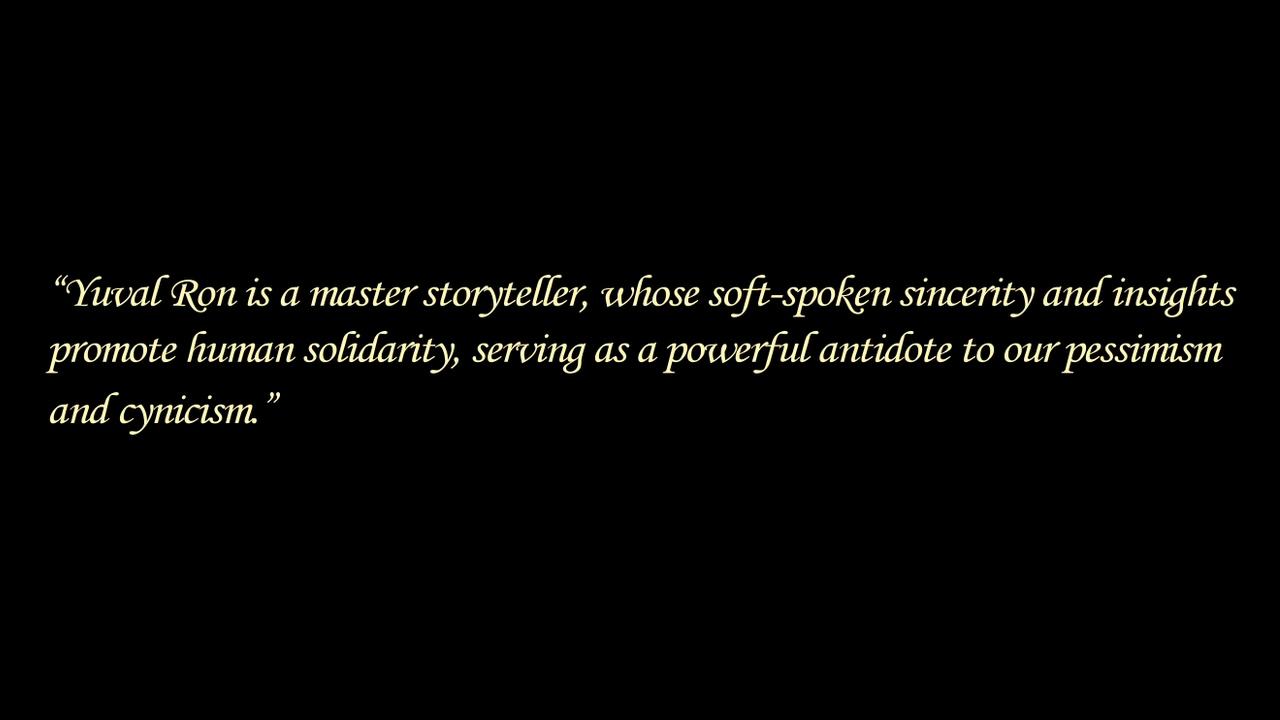 “Yuval Ron is a master storyteller, whose soft-spoken sincerity and insights
promote human solidarity, serving as a powerful antidote to our pessimism
and cynicism.”